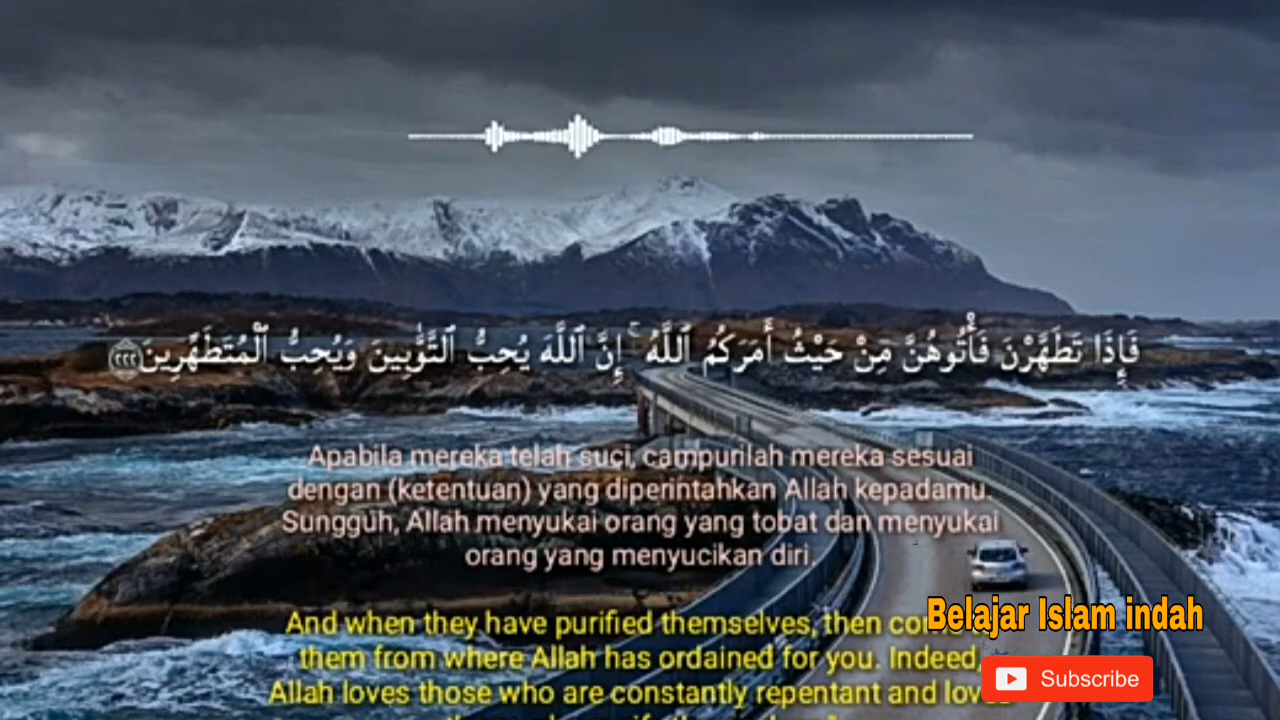 فَإِذَا تَطَهَّرْنَ فَأْتُوهُنَّ مِنْ حَيْثُ أَمَرَكُمُ ٱللَّهُ ۚ إِنَّ ٱللَّهَ يُحِبُّ ٱلتَّوَّٰبِينَ وَيُحِبُّ ٱلْمُتَطَهِّرِينَ ٢٢٢
Apabila mereka telah suci, campurilah mereka sesuai
dengan (ketentuan) yang diperintahkan Allah kepadamu.
Sungguh, Allah menyukai orang yang tobat dan menyukai
orang yang menyucikan diri.
And when they have purified themselves, then
them from where Allah has ordained for you. Indeed,
Allah loves those who are constantly repentant and
Belajar Islam indah
Subscribe